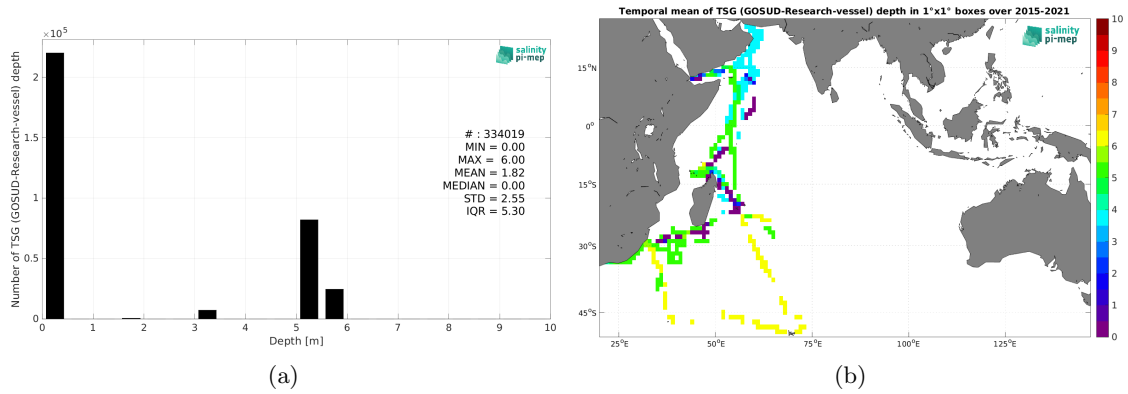 ×10⁵
salinity
pi-mep
Number of TSG (GOSUD-Research-vessel) depth
2
1.5
1
0.5
0
# : 334019
MIN = 0.00
MAX = 6.00
MEAN = 1.82
MEDIAN = 0.00
STD = 2.55
IQR = 5.30
0 1 2 3 4 5 6 7 8 9 10
Depth [m]
(a)
Temporal mean of TSG (GOSUD-Research-vessel) depth in 1°x1° boxes over 2015-2021
salinity
pi-mep
15°N
0°
15°S
30°S
45°S
25°E 50°E 75°E 100°E 125°E
10
9
8
7
6
5
4
3
2
1
0
(b)